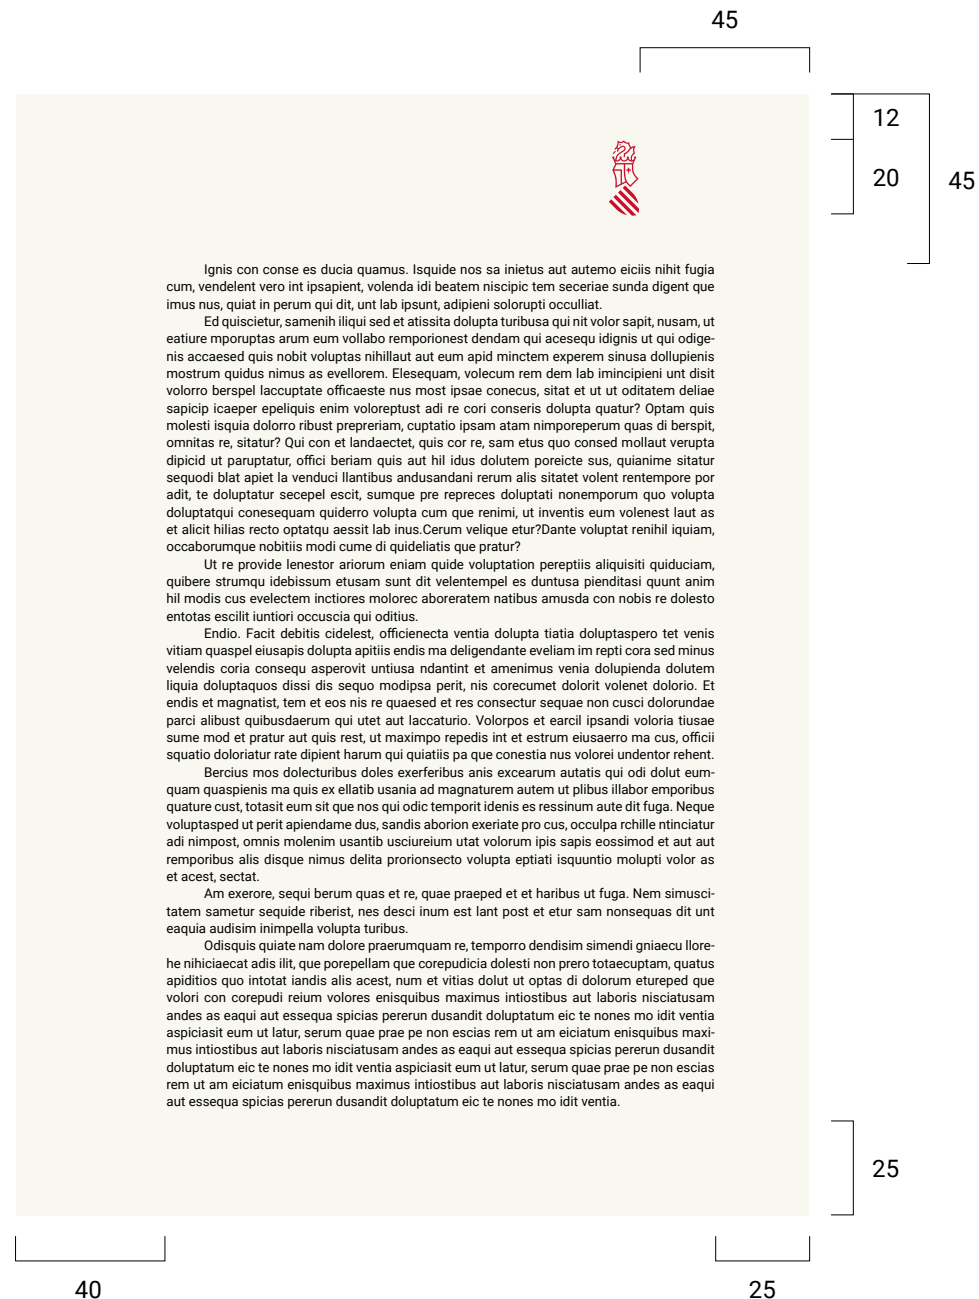 45
12
20
45
Ignis con conse es ducia quamus. Isquide nos sa inietus aut autemo eiciis nihit fugia
cum, vendelent vero int ipsapient, volenda idi beatem niscipic tem seceriae sunda digent que
imus nus, quiat in perum qui dit, unt lab ipsunt, adipieni solorupti occulliat.
Ed quiscietur, samenih iliqui sed et atissita dolupta turibusa qui nit volor sapit, nusam, ut
eatiure mporuptas arum eum vollabo remporionest dendam qui acesequ idignis ut qui odige-
nis accaesed quis nobit voluptas nihillaut aut eum apid minctem experem sinusa dollupienis
mostrum quidus nimus as evellorem. Elesequam, volecum rem dem lab imincipieni unt disit
volorro berspel laccuptate officaeste nus most ipsae conecus, sitat et ut ut oditatem deliae
sapicip icaeper epeliquis enim voloreptust adi re cori conseris dolupta quatur? Optam quis
molesti isquia dolorro ribust prepreriam, cuptatio ipsam atam nimporeperum quas di berspit,
omnitas re, sitatur? Qui con et landaectet, quis cor re, sam etus quo consed mollaut verupta
dipicid ut paruptatur, offici beriam quis aut hil idus dolutem poreicte sus, quianime sitatur
sequodi blat apiet la venduci llantibus andusandani rerum alis sitatet volent rentempore por
adit, te doluptatur secepel escit, sumque pre repreces doluptati nonemporum quo volupta
doluptatqui conesequam quiderro volupta cum que renimi, ut inventis eum volenest laut as
et alicit hilias recto optatqu aessit lab inus.Cerum velique etur?Dante voluptat renihil iquiam,
occaborumque nobitiis modi cume di quideliatis que pratur?
Ut re provide lenestor ariorum eniam quide voluptation pereptiis aliquisiti quiduciam,
quibere strumqu idebissum etusam sunt dit velentempel es duntusa pienditasi quunt anim
hil modis cus evelectem inctiores molorec aboreratem natibus amusda con nobis re dolesto
entotas escilit iuntiori occuscia qui oditius.
Endio. Facit debitis cidelest, officienecta ventia dolupta tiatia doluptaspero tet venis
vitiam quaspel eiusapis dolupta apitiis endis ma deligendante eveliam im repti cora sed minus
velendis coria consequ asperovit untiusa ndantint et amenimus venia dolupienda dolutem
liquia doluptaquos dissi dis sequo modipsa perit, nis corecumet dolorit volenet dolorio. Et
endis et magnatist, tem et eos nis re quaesed et res consectur sequae non cusci dolorundae
parci alibust quibusdaerum qui utet aut laccaturio. Volorpos et earcil ipsandi voloria tiusae
sume mod et pratur aut quis rest, ut maximpo repedis int et estrum eiusaerro ma cus, officii
squatio doloriatur rate dipient harum qui quiatiis pa que conestia nus volorei undentor rehent.
Bercius mos dolecturibus doles exerferibus anis excearum autatis qui odi dolut eum-
quam quaspienis ma quis ex ellatib usania ad magnaturem autem ut plibus illabor emporibus
quature cust, totasit eum sit que nos qui odic temporit idenis es ressinum aute dit fuga. Neque
voluptasped ut perit apiendame dus, sandis aborion exeriate pro cus, occulpa rchille ntinciatur
adi nimpost, omnis molenim usantib usciureium utat volorum ipis sapis eossimod et aut aut
remporibus alis disque nimus delita prorionsecto volupta eptiati isquuntio molupti volor as
et acest, sectat.
Am exerore, sequi berum quas et re, quae praeped et et haribus ut fuga. Nem simusci-
tatem sametur sequide riberist, nes desci inum est lant post et etur sam nonsequas dit unt
eaquia audisim inimpella volupta turibus.
Odisquis quiate nam dolore praerumquam re, temporro dendisim simendi gniaecu llore-
he nihiciaecat adis ilit, que porepellam que corepudicia dolesti non prero totaecuptam, quatus
apiditios quo intotat iandis alis acest, num et vitias dolut ut optas di dolorum etureped que
volori con corepudi reium volores enisquibus maximus intiostibus aut laboris nisciatusam
andes as eaqui aut essequa spicias pererun dusandit doluptatum eic te nones mo idit ventia
aspiciasit eum ut latur, serum quae prae pe non escias rem ut am eiciatum enisquibus maxi-
mus intiostibus aut laboris nisciatusam andes as eaqui aut essequa spicias pererun dusandit
doluptatum eic te nones mo idit ventia aspiciasit eum ut latur, serum quae prae pe non escias
rem ut am eiciatum enisquibus maximus intiostibus aut laboris nisciatusam andes as eaqui
aut essequa spicias pererun dusandit doluptatum eic te nones mo idit ventia.
25
40
25